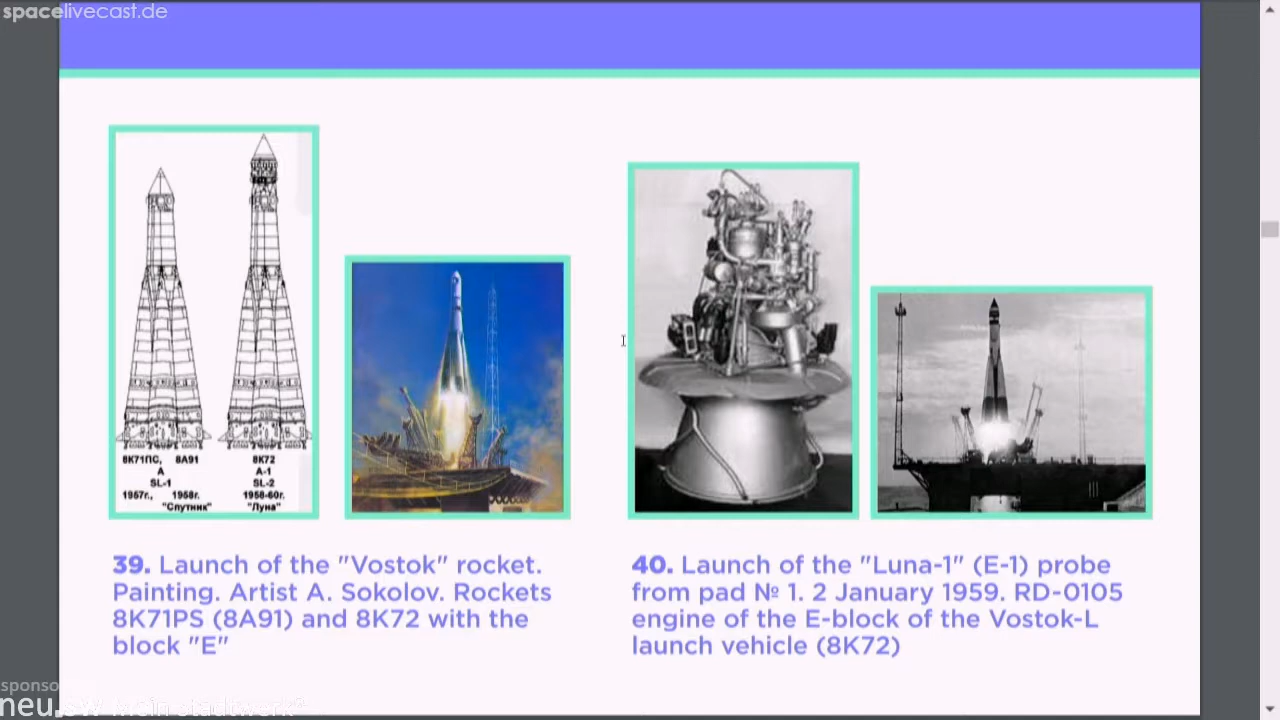 spacelivecast.de
8К71ПС, 8А91
А
SL-1
1957г., 1958г.
"Спутник"
8К72
А-1
SL-2
1958-60г.
"Луна"
39. Launch of the "Vostok" rocket.
Painting. Artist A. Sokolov. Rockets
8K71PS (8A91) and 8K72 with the
block "E"
40. Launch of the "Luna-1" (E-1) probe
from pad № 1. 2 January 1959. RD-0105
engine of the E-block of the Vostok-L
launch vehicle (8K72)
neu.sw